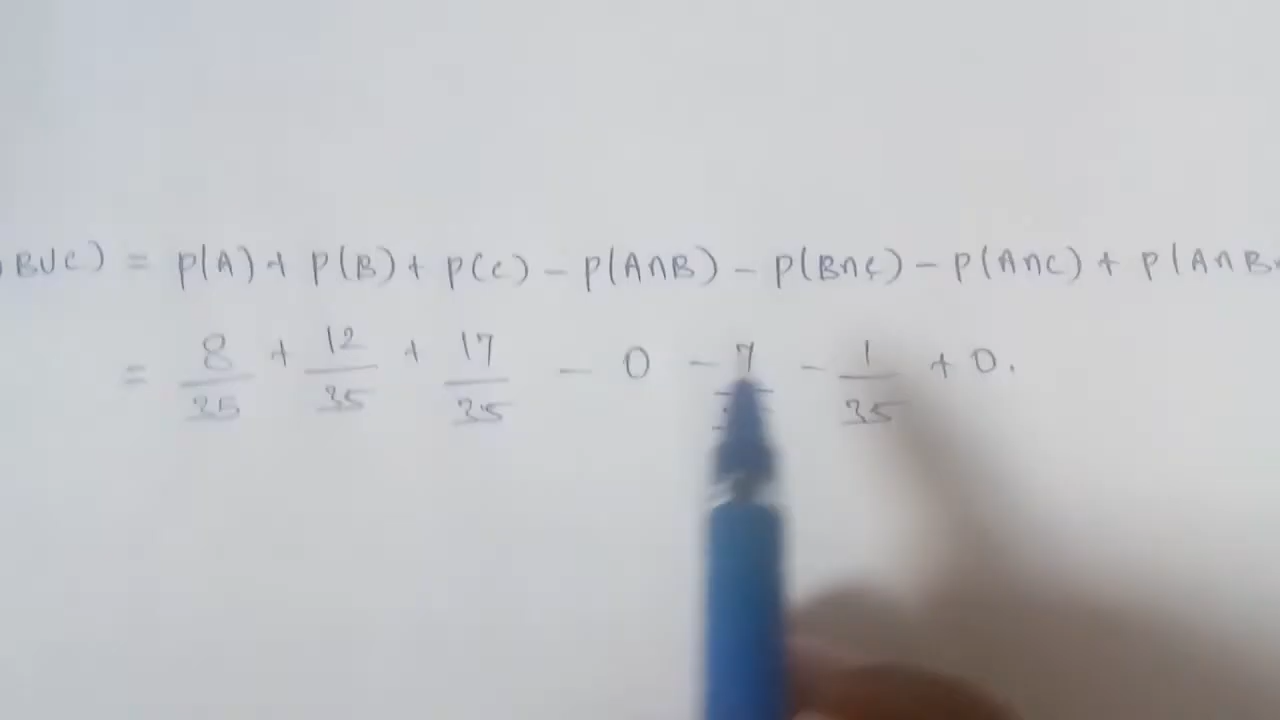 BUC) = P(A) + P(B) + P(C) - P(A∩B) - P(B∩C) - P(A∩C) + P(A∩B
= 8/35 + 12/35 + 17/35 - 0 - 7/ - 1/35 + 0.